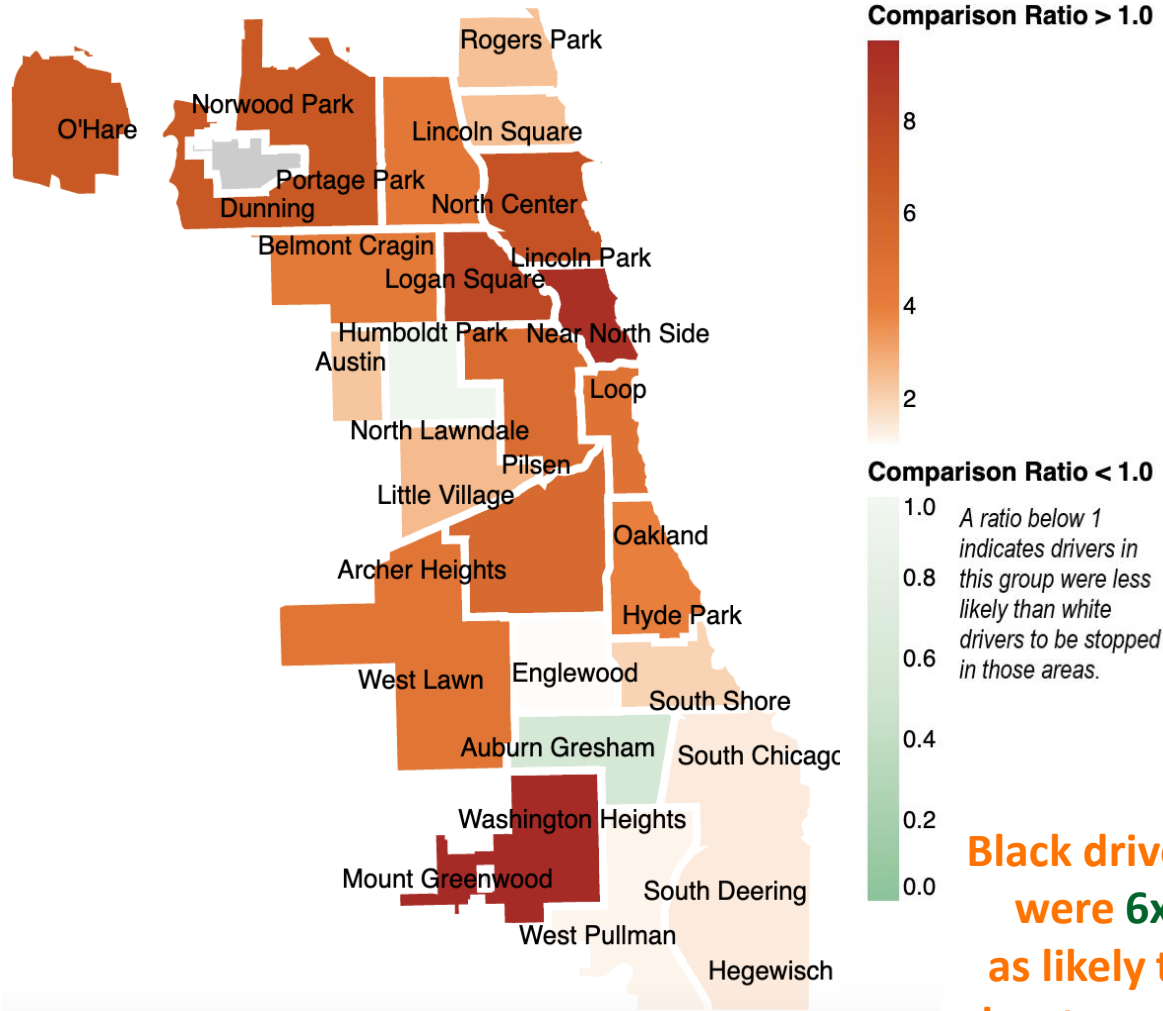 Rogers Park
Norwood Park
O'Hare
Lincoln Square
Portage Park
North Center
Dunning
Belmont Cragin
Lincoln Park
Logan Square
Humboldt Park
Near North Side
Austin
Loop
North Lawndale
Pilsen
Little Village
Oakland
Archer Heights
Hyde Park
Englewood
West Lawn
South Shore
Auburn Gresham
South Chicago
Washington Heights
Mount Greenwood
South Deering
West Pullman
Hegewisch
Comparison Ratio > 1.0
8
6
4
2
Comparison Ratio < 1.0
1.0
0.8
0.6
0.4
0.2
0.0
A ratio below 1
indicates drivers in
this group were less
likely than white
drivers to be stopped
in those areas.
Black drive
were 6x
as likely t